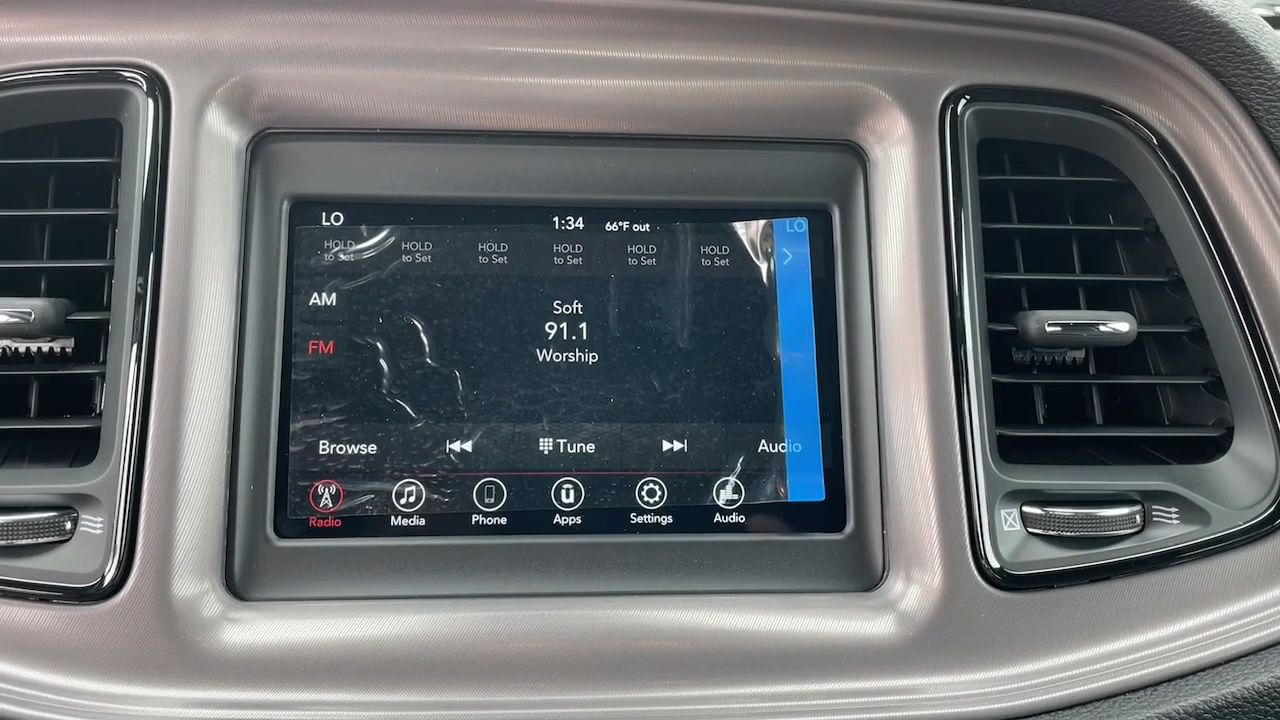 LO 1:34 66°F out LO
HOLD HOLD HOLD HOLD HOLD HOLD
to Set to Set to Set to Set to Set to Set
AM
Soft
91.1
FM
Worship
Browse Tune Audio
Radio Media Phone Apps Settings Audio